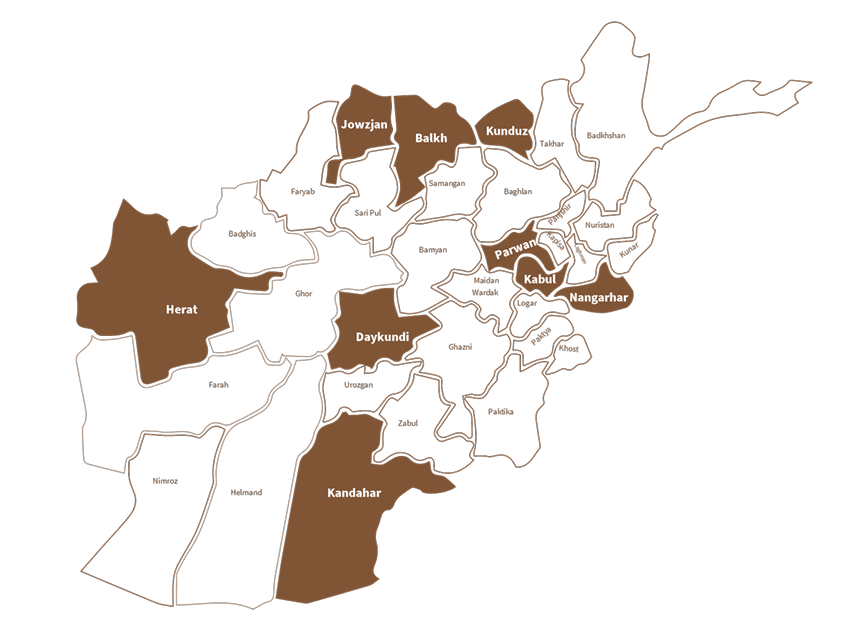 Jowzjan
Balkh
Kunduz
Takhar
Badkhshan
Faryab
Samangan
Baghlan
Sari Pul
Panjshir
Nuristan
Badghis
Bamyan
Parwan
Kapisa
Kunar
Laghman
Ghor
Maidan
Wardak
Kabul
Nangarhar
Herat
Logar
Daykundi
Ghazni
Paktya
Khost
Farah
Urozgan
Zabul
Paktika
Nimroz
Helmand
Kandahar